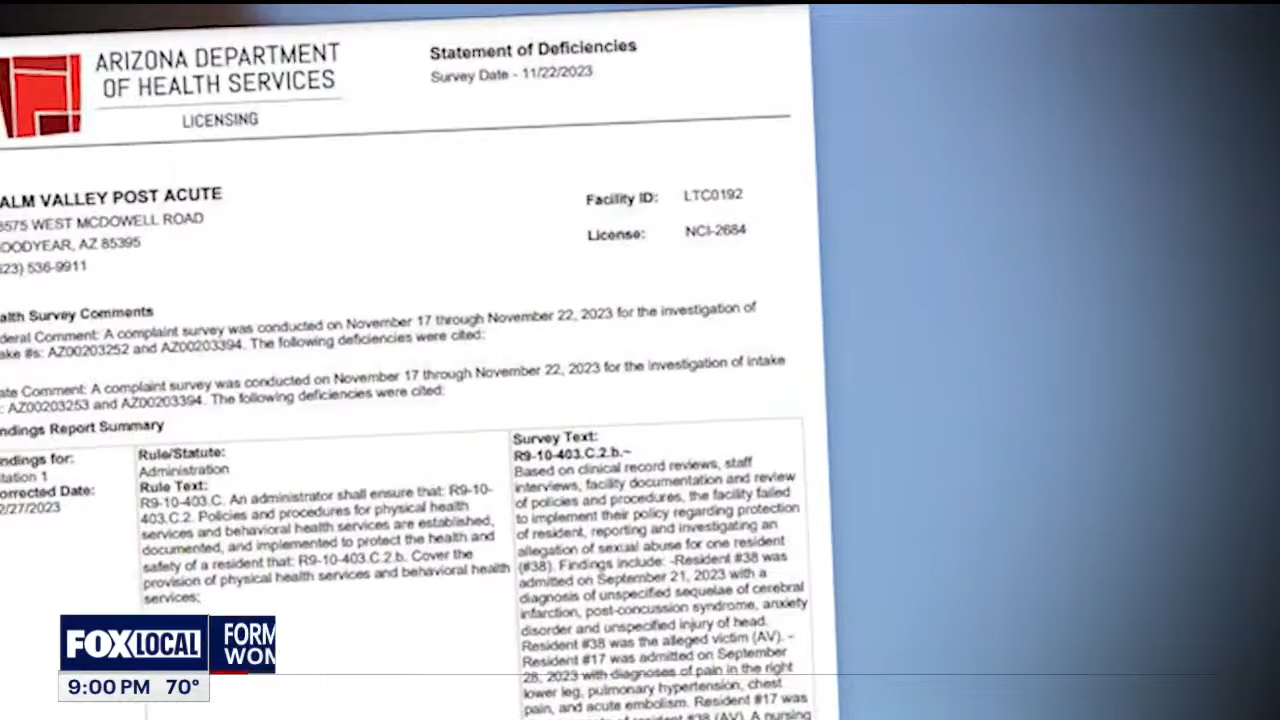 ARIZONA DEPARTMENT
OF HEALTH SERVICES
LICENSING
Statement of Deficiencies
Survey Date - 11/22/2023
ALM VALLEY POST ACUTE
3575 WEST MCDOWELL ROAD
OODYEAR, AZ 85395
23) 536-9911
Facility ID: LTC0192
License: NCI-2684
alth Survey Comments
deral Comment: A complaint survey was conducted on November 17 through November 22, 2023 for the investigation of
ake #s: AZ00203252 and AZ00203394. The following deficiencies were cited:
ate Comment: A complaint survey was conducted on November 17 through November 22, 2023 for the investigation of intake
: AZ00203253 and AZ00203394. The following deficiencies were cited:
ndings Report Summary
ndings for:
tation 1
orrected Date:
2/27/2023
Rule/Statute:
Administration
Rule Text:
R9-10-403.C. An administrator shall ensure that: R9-10-
403.C.2. Policies and procedures for physical health
services and behavioral health services are established,
documented, and implemented to protect the health and
safety of a resident that: R9-10-403.C.2.b. Cover the
provision of physical health services and behavioral health
services;
Survey Text:
R9-10-403.C.2.b.~
Based on clinical record reviews, staff
interviews, facility documentation and review
of policies and procedures, the facility failed
to implement their policy regarding protection
of resident, reporting and investigating an
allegation of sexual abuse for one resident
(#38). Findings include: -Resident #38 was
admitted on September 21, 2023 with a
diagnosis of unspecified sequelae of cerebral
infarction, post-concussion syndrome, anxiety
disorder and unspecified injury of head.
Resident #38 was the alleged victim (AV). ~
Resident #17 was admitted on September
28, 2023 with diagnoses of pain in the right
lower leg, pulmonary hypertension, chest
pain, and acute embolism. Resident #17 was
of resident #38 (AV). A nursing
FOX LOCAL
FORM
WOM
9:00 PM 70°